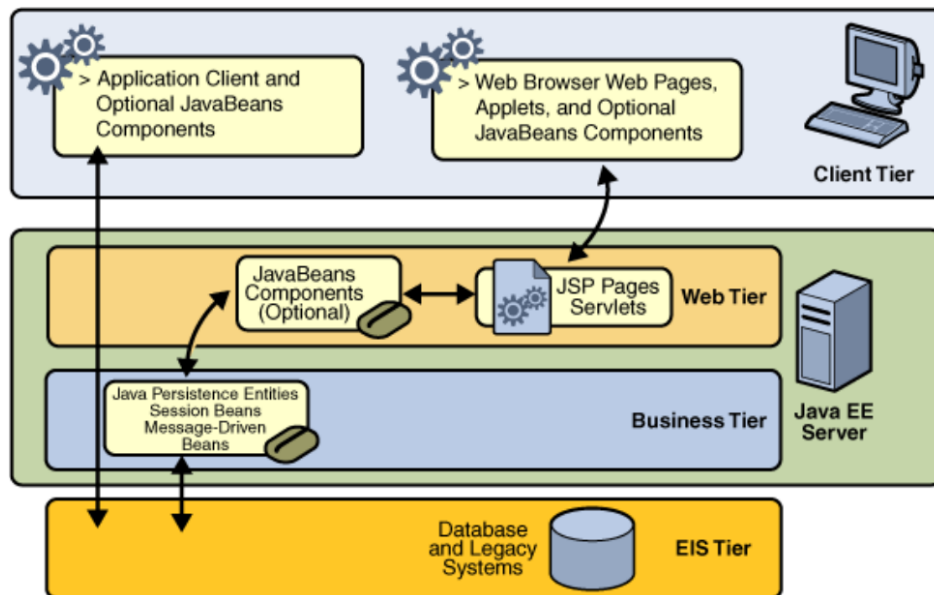 > Application Client and
Optional JavaBeans
Components
> Web Browser Web Pages,
Applets, and Optional
JavaBeans Components
Client Tier
JavaBeans
Components
(Optional)
JSP Pages
Servlets
Web Tier
Java Persistence Entities
Session Beans
Message-Driven
Beans
Business Tier
Java EE
Server
Database
and Legacy
Systems
EIS Tier